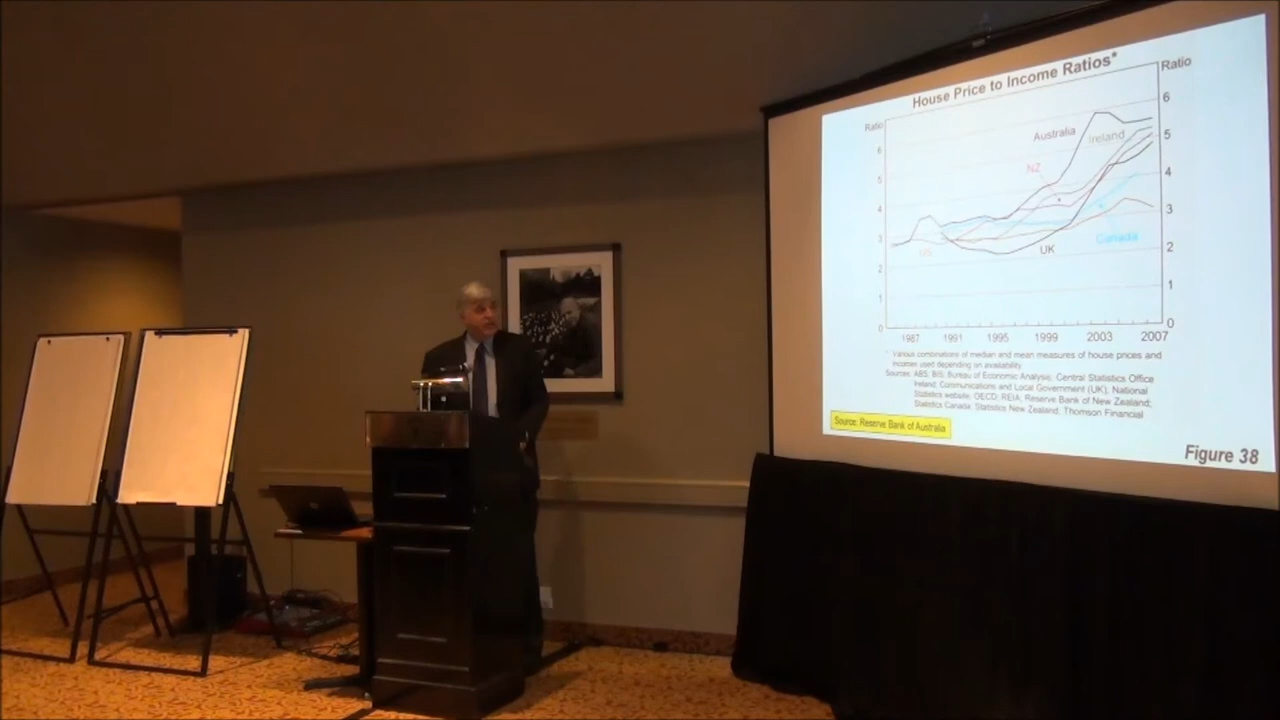 House Price to Income Ratios*
Ratio
Ratio
6
6
Australia
Ireland
5
5
NZ
4
4
3
3
Canada
US
UK
2
2
1
1
0
0
1987 1991 1995 1999 2003 2007
* Various combinations of median and mean measures of house prices and
incomes used depending on availability
Sources: ABS; BIS; Bureau of Economic Analysis; Central Statistics Office
Ireland; Communications and Local Government (UK); National
Statistics website; OECD; REIA; Reserve Bank of New Zealand;
Statistics Canada; Statistics New Zealand; Thomson Financial
Source: Reserve Bank of Australia
Figure 38